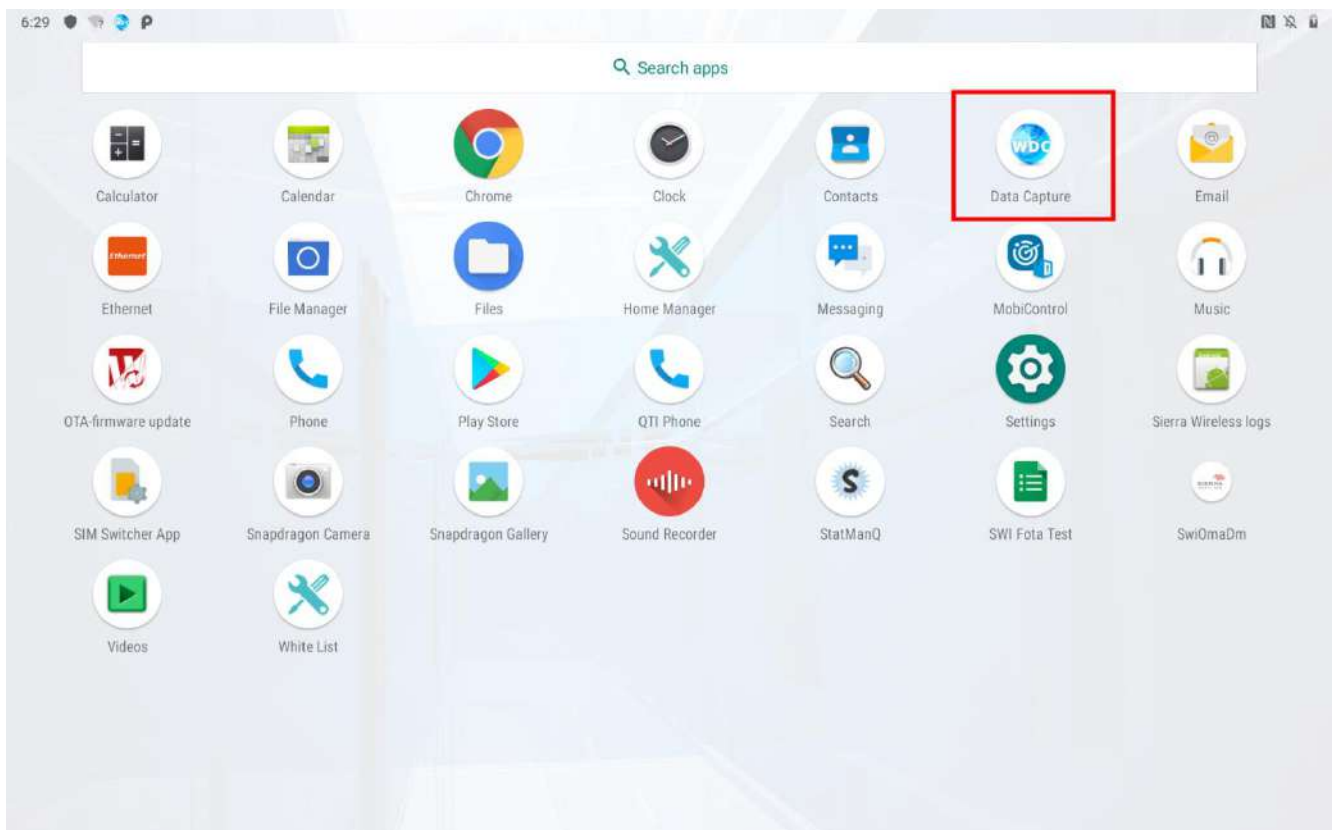 6:29
Search apps
WDC
Calculator Calendar Chrome Clock Contacts Data Capture Email
Ethernet
Ethernet File Manager Files Home Manager Messaging MobiControl Music
OTA-firmware update Phone Play Store QTI Phone Search Settings Sierra Wireless logs
S
SIM Switcher App Snapdragon Camera Snapdragon Gallery Sound Recorder StatManQ SWI Fota Test SwiOmaDm
Videos White List